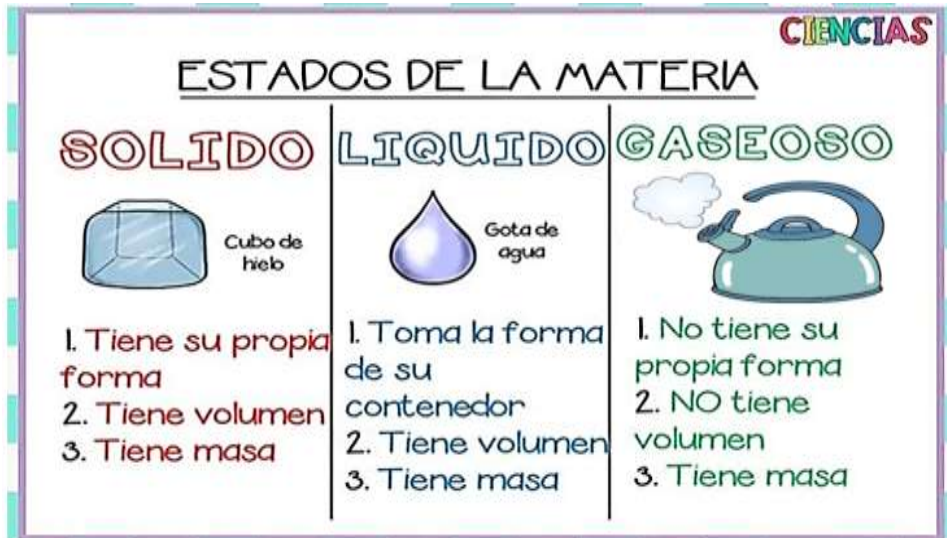 CIENCIAS
ESTADOS DE LA MATERIA
SOLIDO
Cubo de
hielo
1. Tiene su propia
forma
2. Tiene volumen
3. Tiene masa
LIQUIDO
Gota de
agua
1. Toma la forma
de su
contenedor
2. Tiene volumen
3. Tiene masa
GASEOSO
1. No tiene su
propia forma
2. NO tiene
volumen
3. Tiene masa